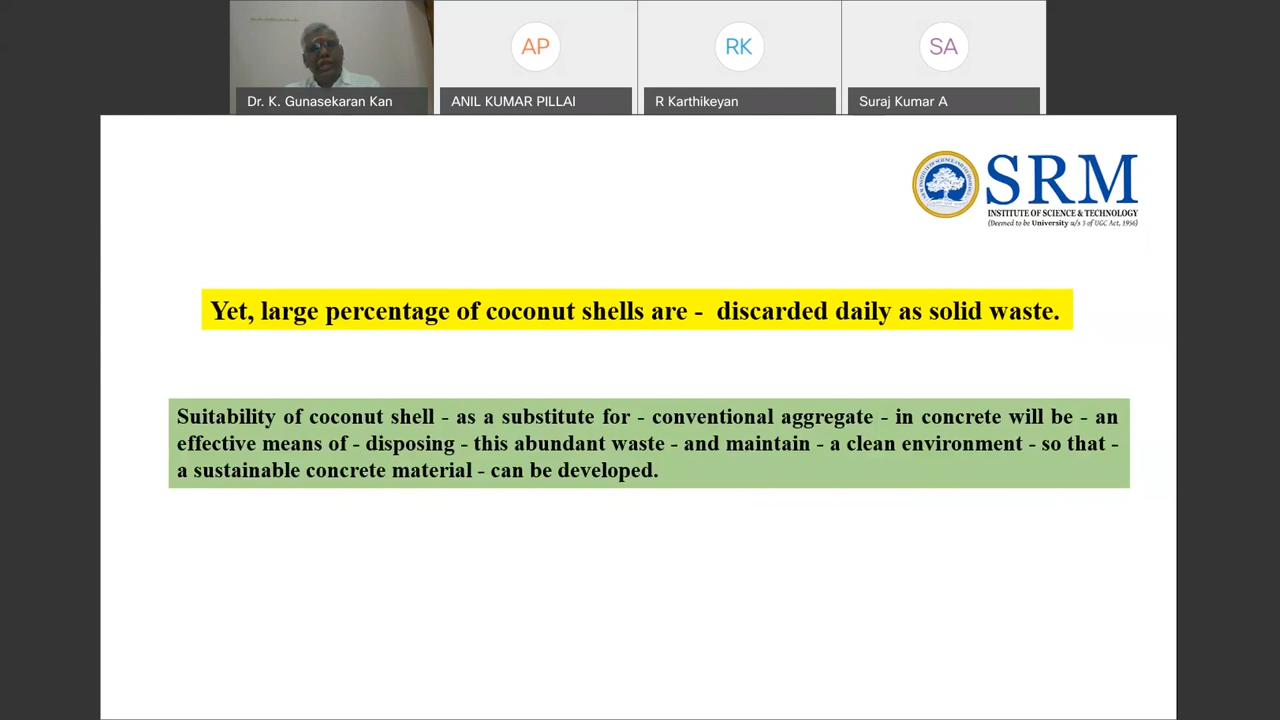 AP
RK
SA
Dr. K. Gunasekaran Kan
ANIL KUMAR PILLAI
R Karthikeyan
Suraj Kumar A
SRM
INSTITUTE OF SCIENCE & TECHNOLOGY
(Deemed to be University u/s 3 of UGC Act, 1956)
Yet, large percentage of coconut shells are - discarded daily as solid waste.
Suitability of coconut shell - as a substitute for - conventional aggregate - in concrete will be - an
effective means of - disposing - this abundant waste - and maintain - a clean environment - so that -
a sustainable concrete material - can be developed.